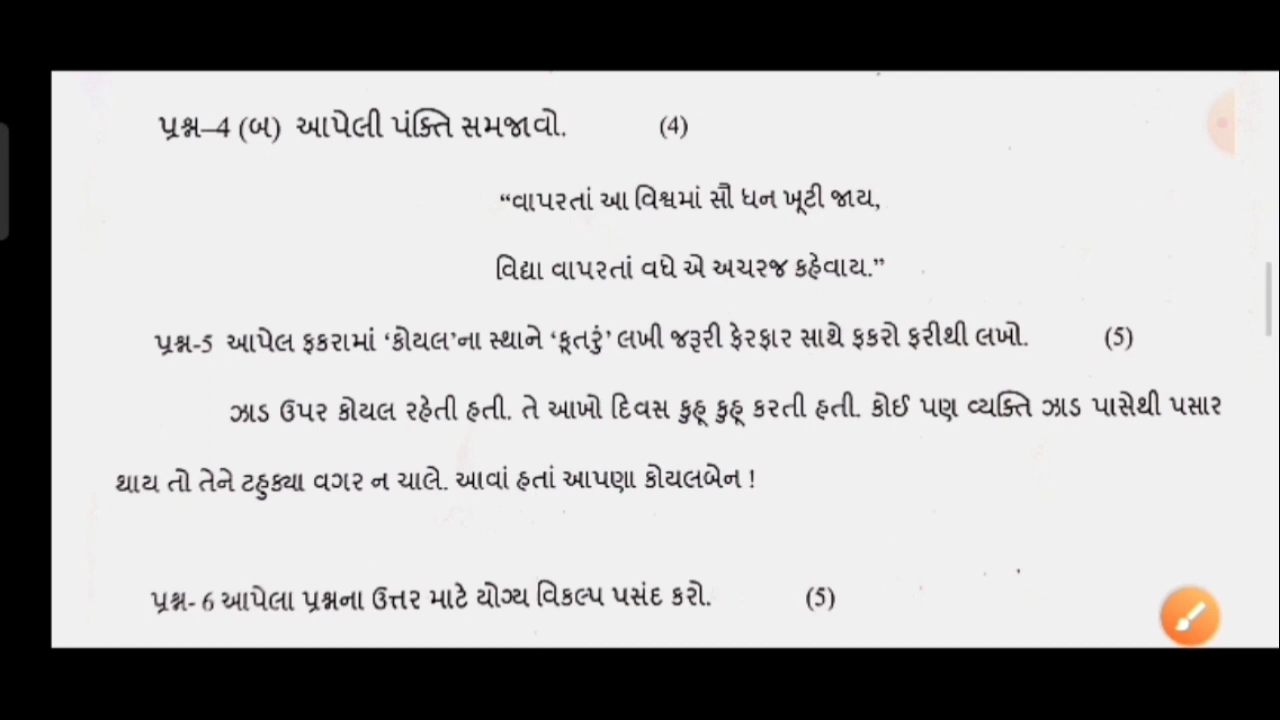 પ્રશ્ન–4 (બ) આપેલી પંક્તિ સમજાવો. (4)
“વાપરતાં આ વિશ્વમાં સૌ ધન ખૂટી જાય,
વિદ્યા વાપરતાં વધે એ અચરજ કહેવાય.”
પ્રશ્ન-5 આપેલ ફકરામાં ‘કોયલ’ના સ્થાને ‘કૂતરું’ લખી જરૂરી ફેરફાર સાથે ફકરો ફરીથી લખો. (5)
ઝાડ ઉપર કોયલ રહેતી હતી. તે આખો દિવસ કુહૂ કુહૂ કરતી હતી. કોઈ પણ વ્યક્તિ ઝાડ પાસેથી પસાર
થાય તો તેને ટહુક્યા વગર ન ચાલે. આવાં હતાં આપણા કોયલબેન !
પ્રશ્ન- 6 આપેલા પ્રશ્નના ઉત્તર માટે યોગ્ય વિકલ્પ પસંદ કરો. (5)